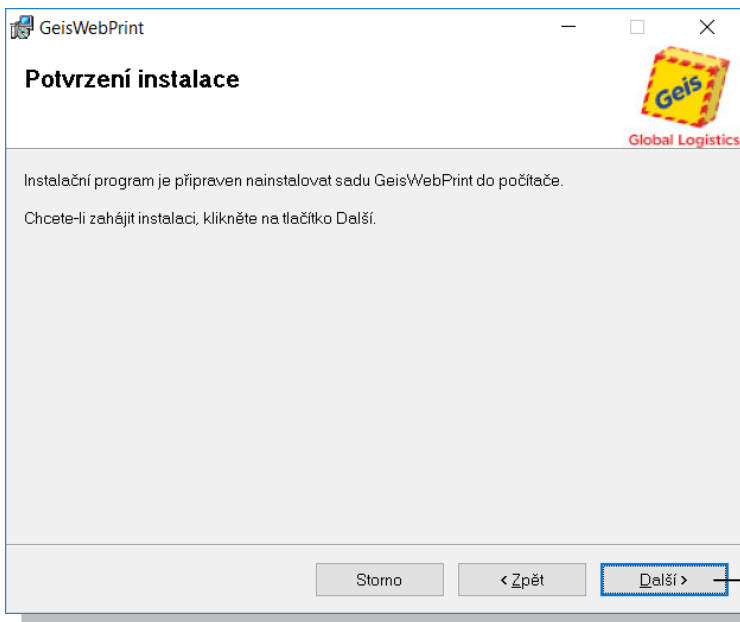 GeisWebPrint
Potvrzení instalace
Geis
Global Logistics
Instalační program je připraven nainstalovat sadu GeisWebPrint do počítače.
Chcete-li zahájit instalaci, klikněte na tlačítko Další.
Storno
< Zpět
Další >